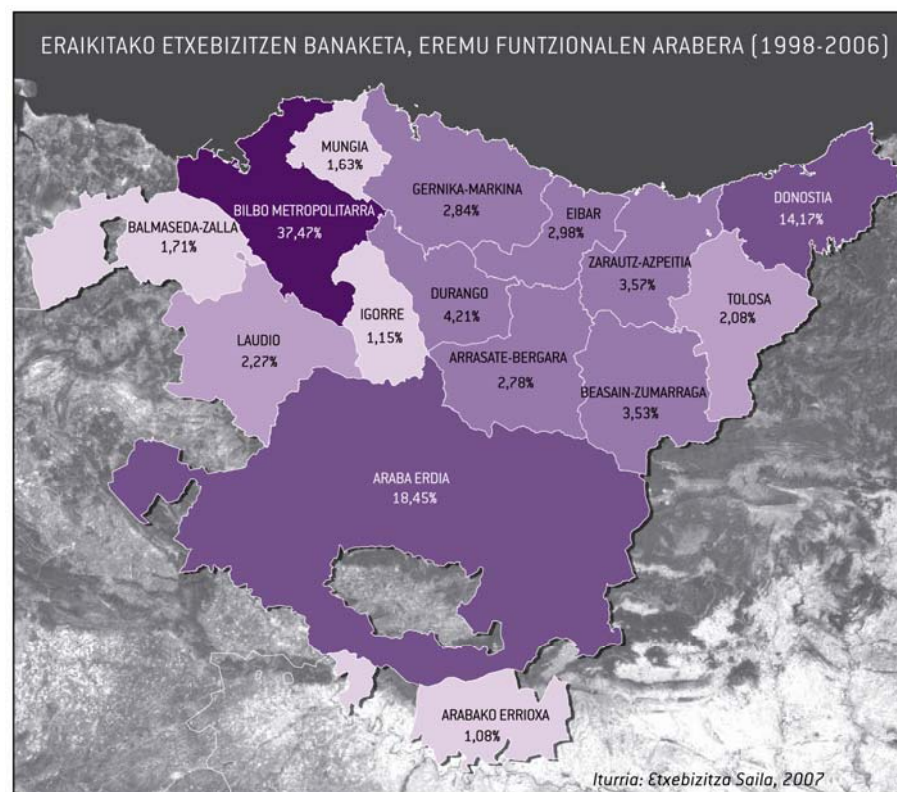 ERAIKITAKO ETXEBIZITZEN BANAKETA, EREMU FUNTZIONALEN ARABERA (1998-2006)
MUNGIA
1,63%
GERNIKA-MARKINA
2,84%
EIBAR
2,98%
DONOSTIA
14,17%
BILBO METROPOLITARRA
37,47%
BALMASEDA-ZALLA
1,71%
ZARAUTZ-AZPEITIA
3,57%
DURANGO
4,21%
TOLOSA
2,08%
IGORRE
1,15%
LAUDIO
2,27%
ARRASATE-BERGARA
2,78%
BEASAIN-ZUMARRAGA
3,53%
ARABA ERDIA
18,45%
ARABAKO ERRIOXA
1,08%
Iturria: Etxebizitza Saila, 2007